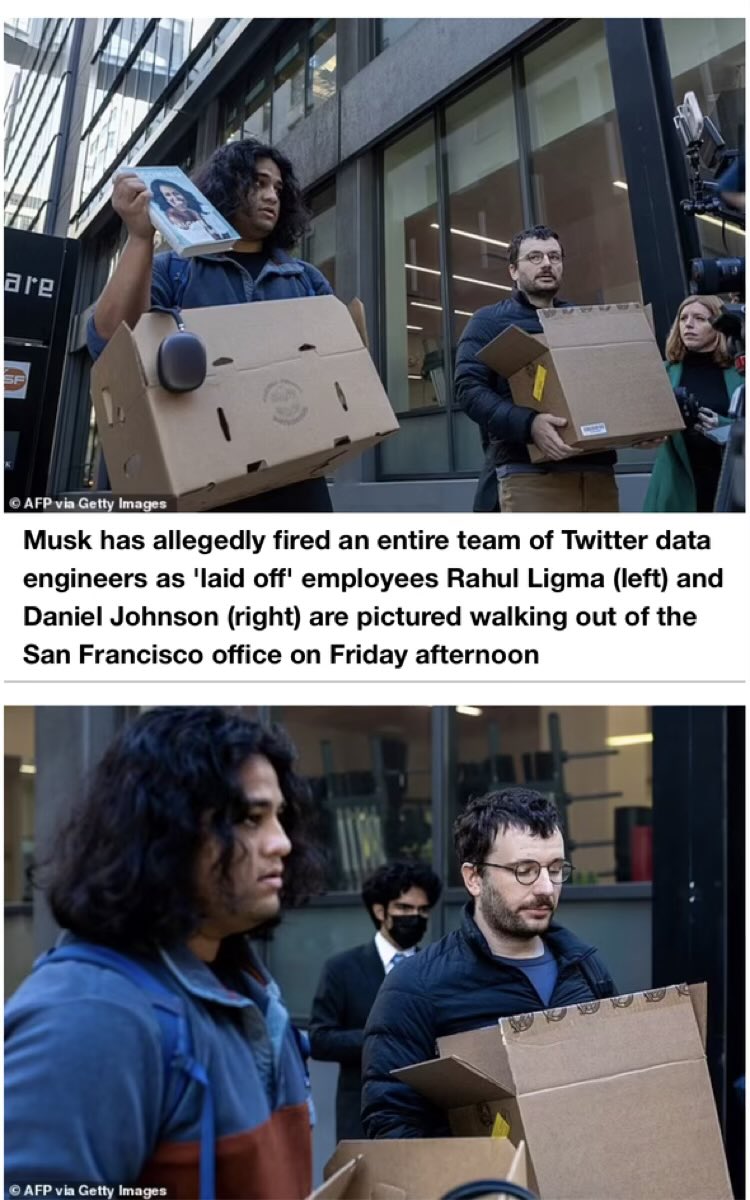 BECOMING
are
SF
K
© AFP via Getty Images
Musk has allegedly fired an entire team of Twitter data
engineers as 'laid off' employees Rahul Ligma (left) and
Daniel Johnson (right) are pictured walking out of the
San Francisco office on Friday afternoon
© AFP via Getty Images